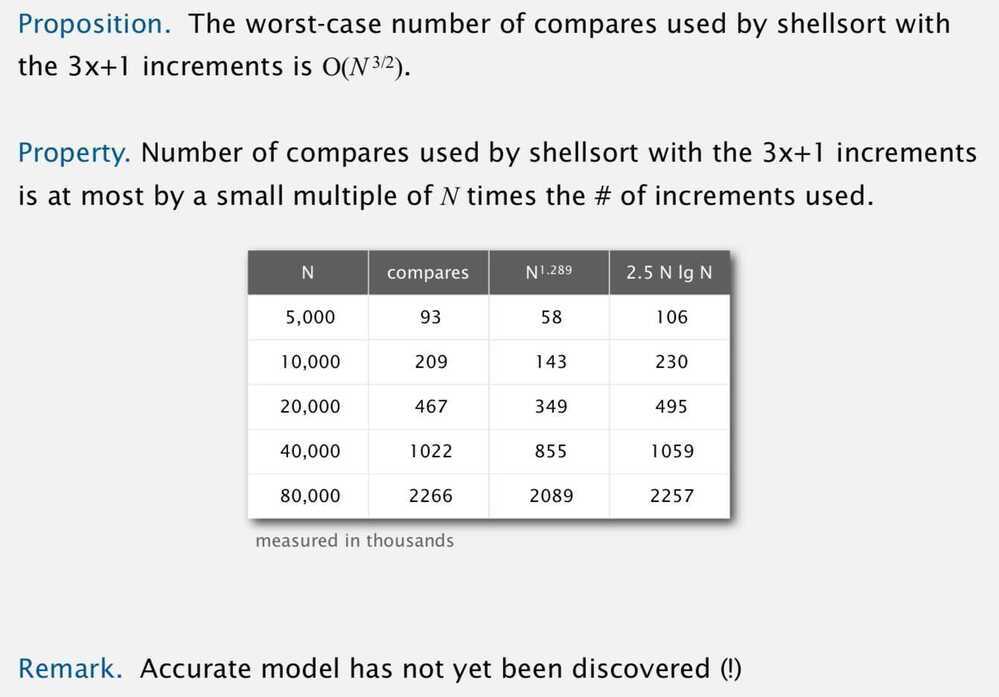 Proposition. The worst-case number of compares used by shellsort with
the 3x+1 increments is O(N 3/2).
Property. Number of compares used by shellsort with the 3x+1 increments
is at most by a small multiple of N times the # of increments used.
N compares N1.289 2.5 N lg N
5,000 93 58 106
10,000 209 143 230
20,000 467 349 495
40,000 1022 855 1059
80,000 2266 2089 2257
measured in thousands
Remark. Accurate model has not yet been discovered (!)